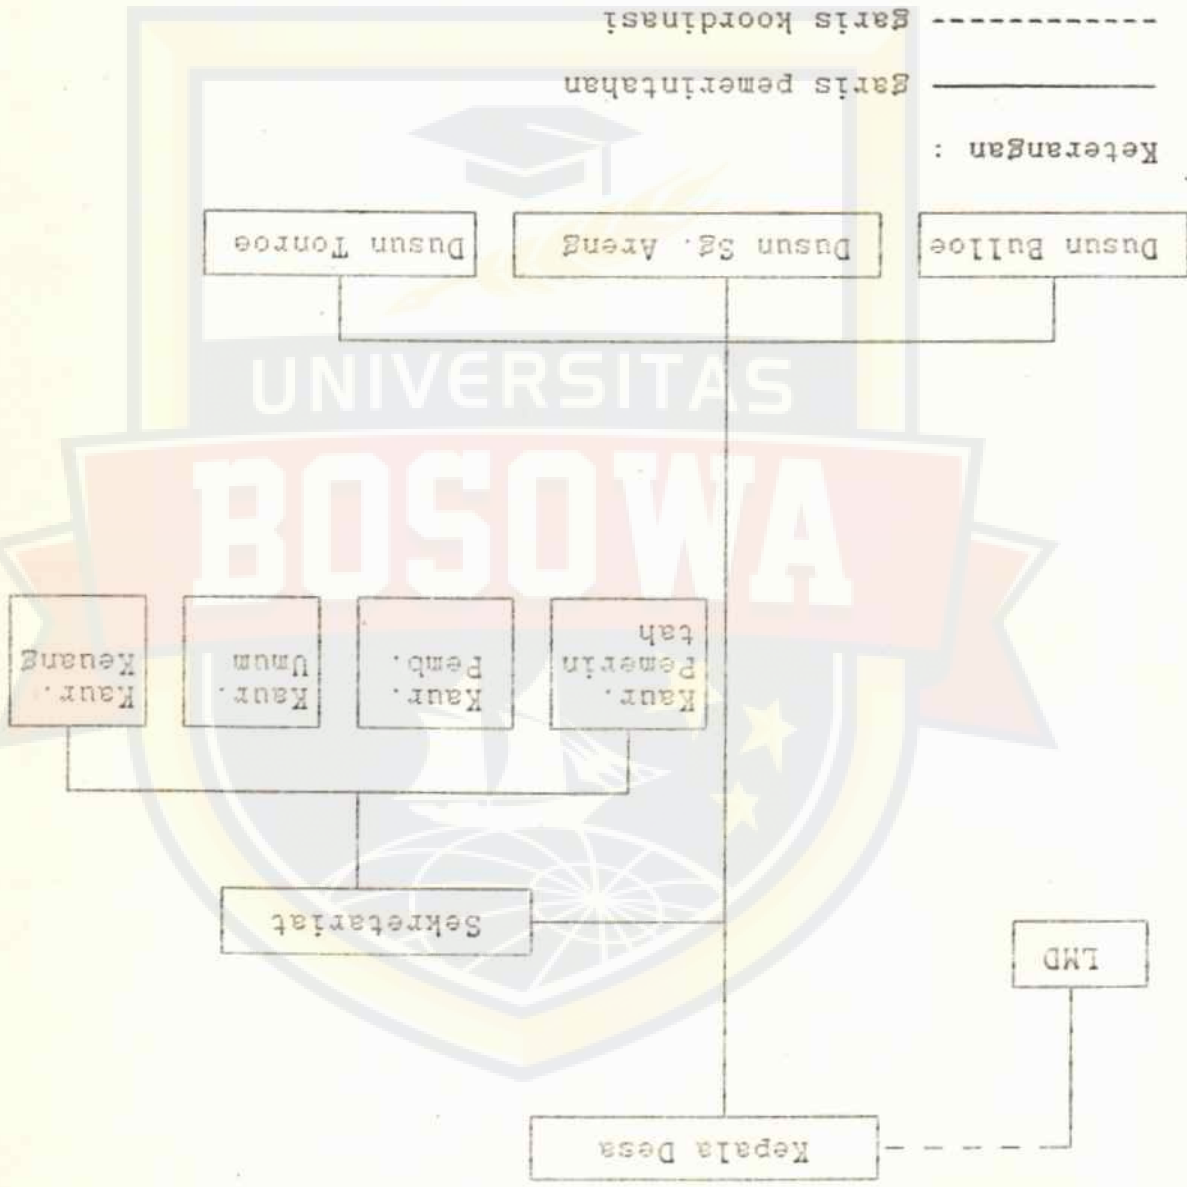 Kepala Desa
LMD
Sekretariat
Kaur.
Pemerin
tah
Kaur.
Pemb.
Kaur.
Umum
Kaur.
Keuang
Dusun Bulloe
Dusun Sg. Areng
Dusun Tonroe
Keterangan :
garis pemerintahan
garis koordinasi
UNIVERSITAS
BOSOWA